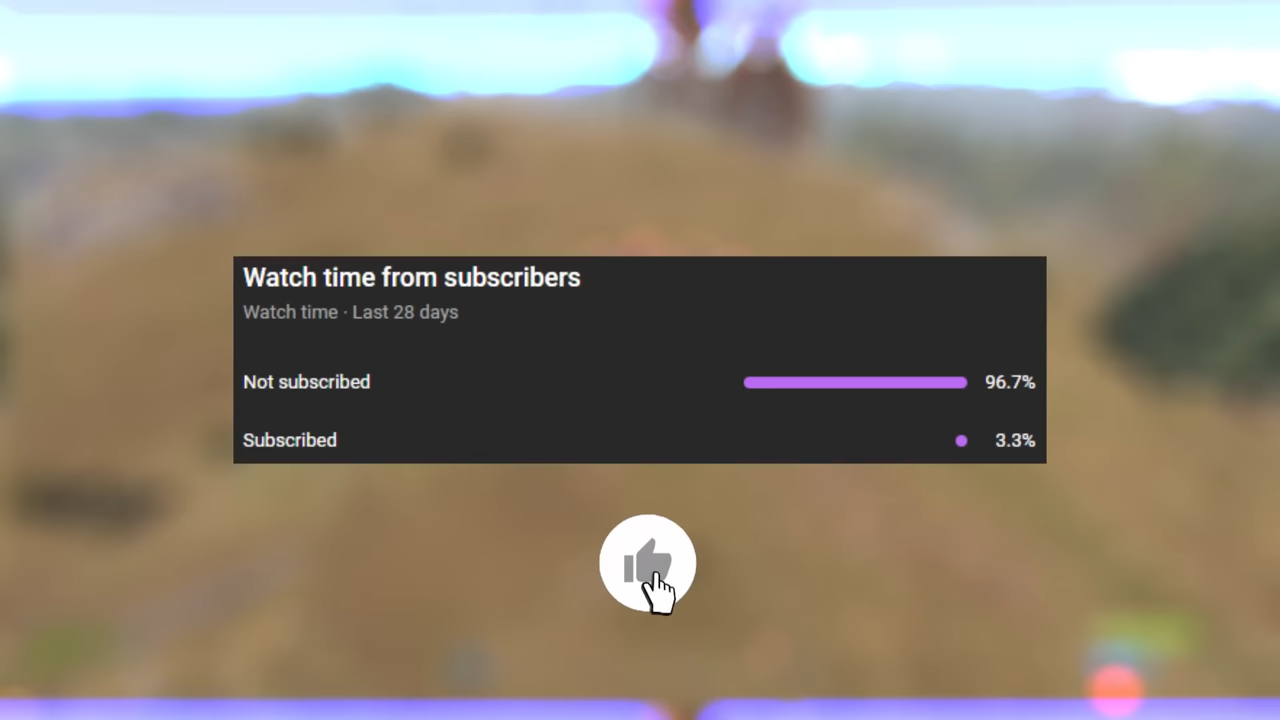 Watch time from subscribers
Watch time · Last 28 days
Not subscribed 96.7%
Subscribed 3.3%